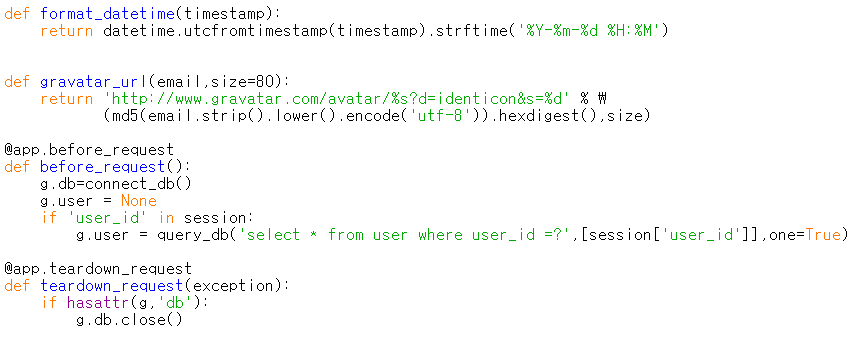 def format_datetime(timestamp):
    return datetime.utcfromtimestamp(timestamp).strftime('%Y-%m-%d %H:%M')
def gravatar_url(email,size=80):
    return 'http://www.gravatar.com/avatar/%s?d=identicon&s=%d' % ₩
           (md5(email.strip().lower().encode('utf-8')).hexdigest(),size)
@app.before_request
def before_request():
    g.db=connect_db()
    g.user = None
    if 'user_id' in session:
        g.user = query_db('select * from user where user_id =?',[session['user_id']],one=True)
@app.teardown_request
def teardown_request(exception):
    if hasattr(g,'db'):
        g.db.close()